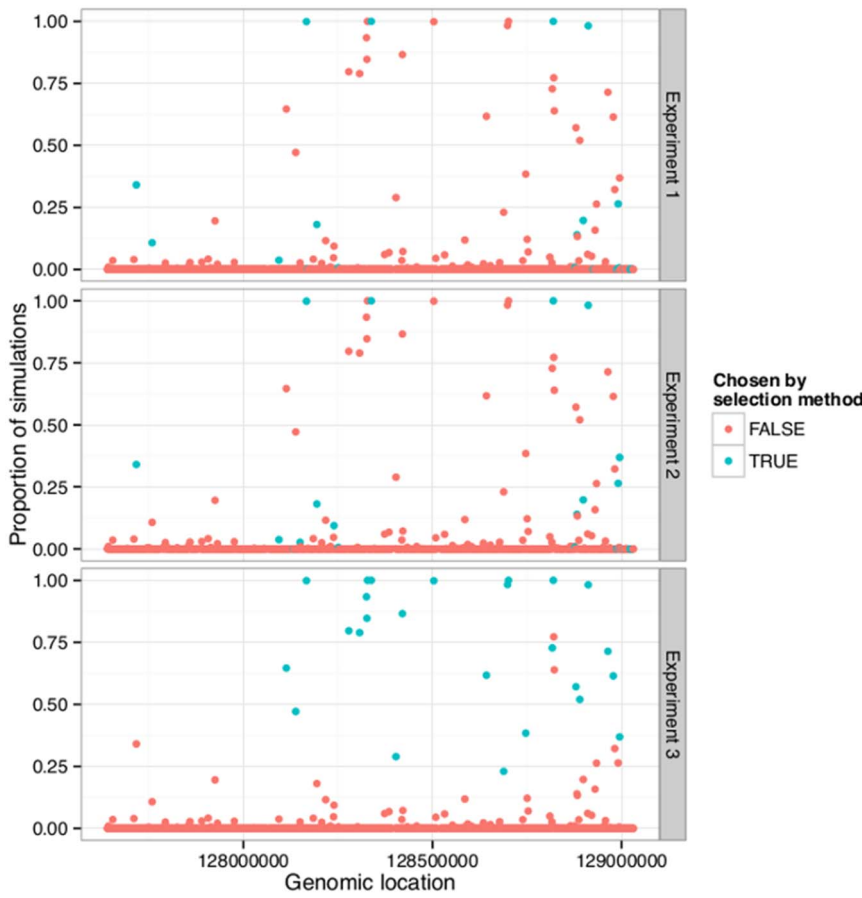 1.00
0.75
0.50
0.25
0.00
Experiment 1
1.00
0.75
0.50
0.25
0.00
Experiment 2
1.00
0.75
0.50
0.25
0.00
Experiment 3
Proportion of simulations
128000000 128500000 129000000
Genomic location
Chosen by
selection method
FALSE
TRUE